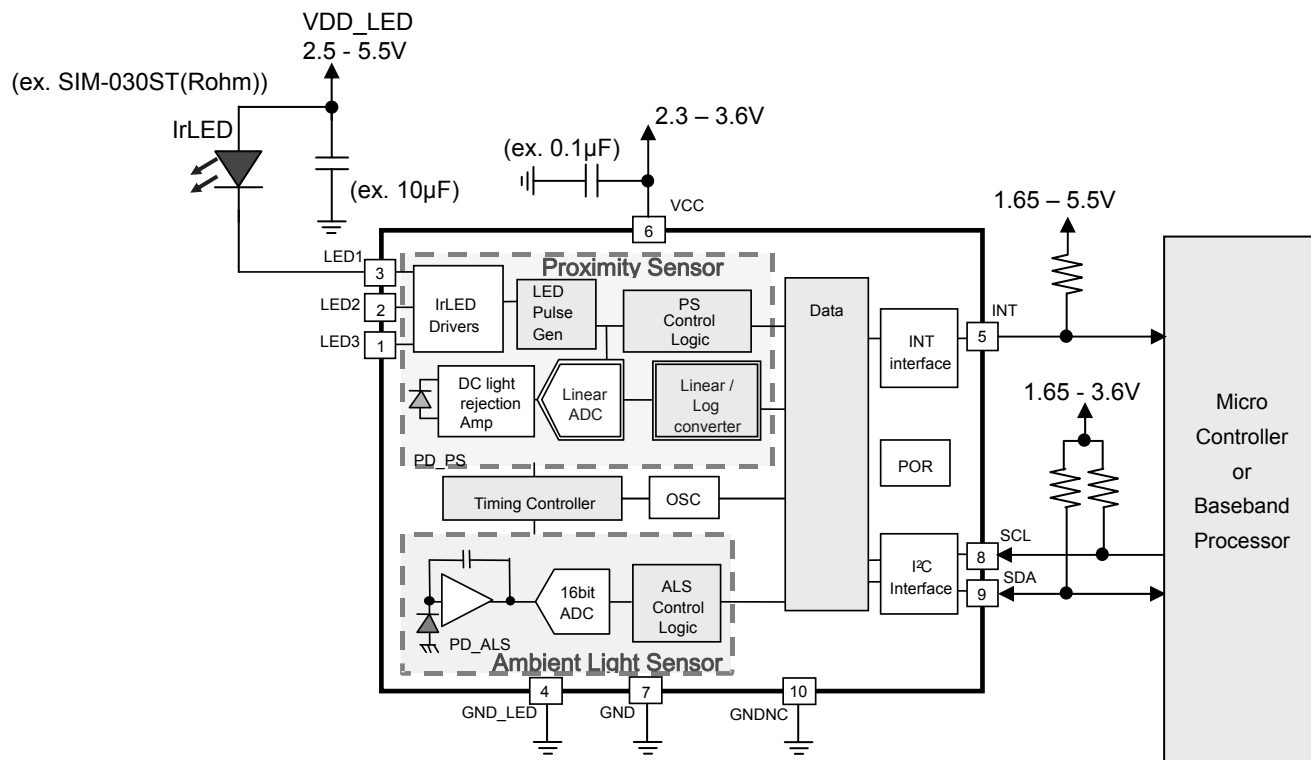 VDD_LED
2.5 - 5.5V
(ex. SIM-030ST(Rohm))
IrLED
(ex. 10µF)
2.3 – 3.6V
(ex. 0.1µF)
VCC
6
1.65 – 5.5V
LED1
3
LED2
2
LED3
1
Proximity Sensor
IrLED
Drivers
LED
Pulse
Gen
PS
Control
Logic
DC light
rejection
Amp
Linear
ADC
Linear /
Log
converter
PD_PS
Data
INT
interface
INT
5
1.65 - 3.6V
POR
Timing Controller
OSC
I²C
Interface
SCL
8
SDA
9
Micro
Controller
or
Baseband
Processor
16bit
ADC
ALS
Control
Logic
PD_ALS
Ambient Light Sensor
4
GND_LED
7
GND
10
GNDNC